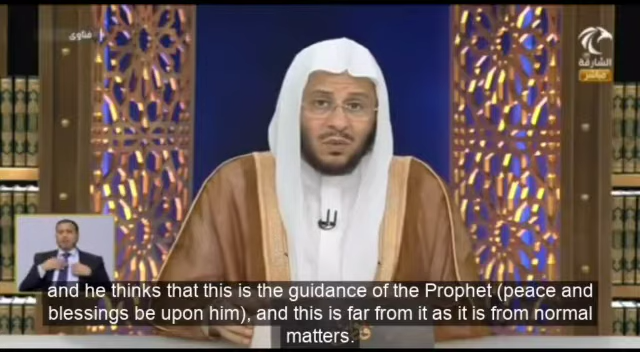 فتاوى
الشارقة
مباشر
and he thinks that this is the guidance of the Prophet (peace and
blessings be upon him), and this is far from it as it is from normal
matters.